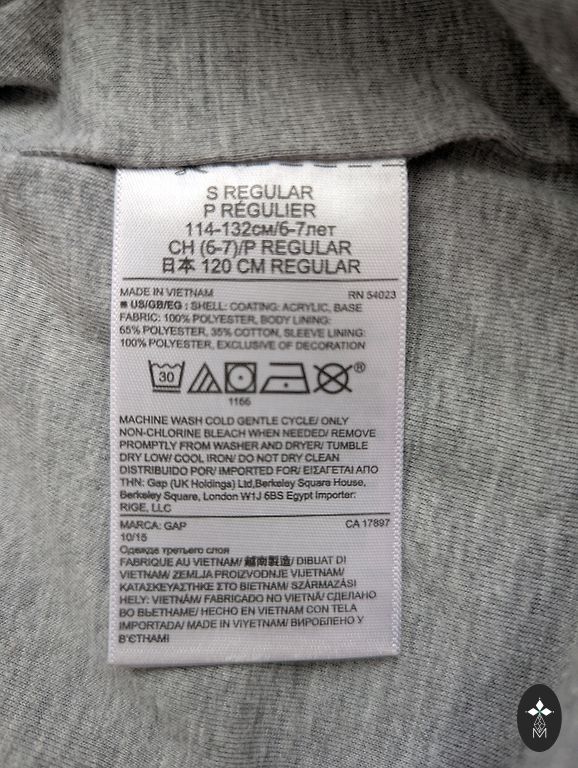 S REGULAR
P RÉGULIER
114-132см/6-7лет
CH (6-7)/P REGULAR
日本 120 CM REGULAR
MADE IN VIETNAM RN 54023
■ US/GB/EG : SHELL: COATING: ACRYLIC, BASE
FABRIC: 100% POLYESTER, BODY LINING:
65% POLYESTER, 35% COTTON, SLEEVE LINING:
100% POLYESTER, EXCLUSIVE OF DECORATION
30
®
1166
MACHINE WASH COLD GENTLE CYCLE/ ONLY
NON-CHLORINE BLEACH WHEN NEEDED/ REMOVE
PROMPTLY FROM WASHER AND DRYER/ TUMBLE
DRY LOW/ COOL IRON/ DO NOT DRY CLEAN
DISTRIBUIDO POR/ IMPORTED FOR/ ΕΙΣΑΓΕΤΑΙ ΑΠΟ
THN: Gap (UK Holdings) Ltd,Berkeley Square House,
Berkeley Square, London W1J 6BS Egypt Importer:
RIGE, LLC
MARCA: GAP CA 17897
10/15
Одежда третьего слоя
FABRIQUE AU VIETNAM/ 越南製造/ DIBUAT DI
VIETNAM/ ZEMLJA PROIZVODNJE VIJETNAM/
ΚΑΤΑΣΚΕΥΑΣΤΗΚΕ ΣΤΟ ΒΙΕΤΝΑΜ/ SZÁRMAZÁSI
HELY: VIETNÁM/ FABRICADO NO VIETNÃ/ СДЕЛАНО
ВО ВЬЕТНАМЕ/ HECHO EN VIETNAM CON TELA
IMPORTADA/ MADE IN VIYETNAM/ ВИРОБЛЕНО У
В'ЄТНАМІ
M